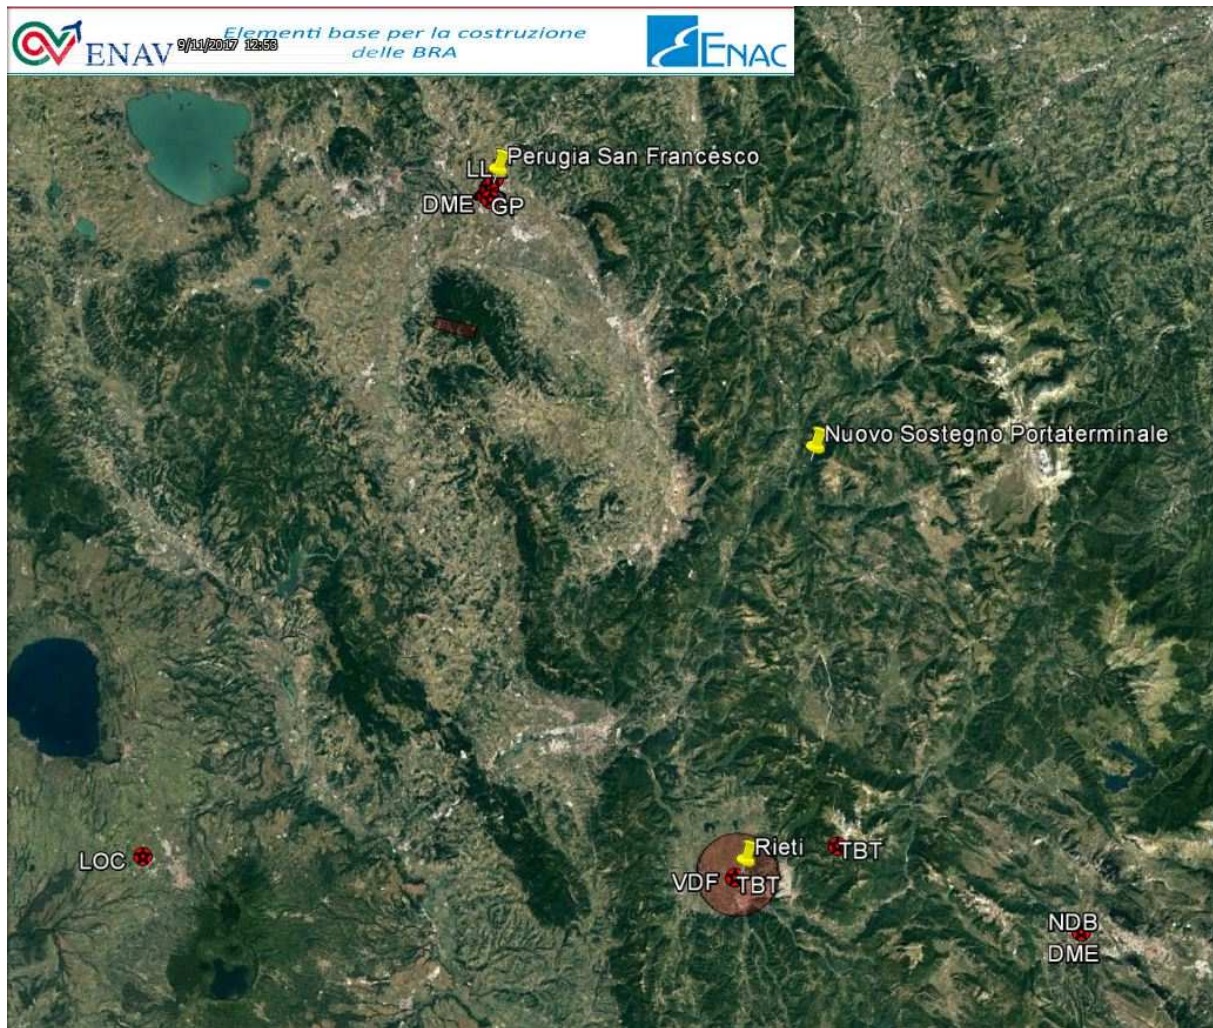 ENAV
9/11/2017 12:53
Elementi base per la costruzione
delle BRA
ENAC
Perugia San Francesco
LL
DME
GP
Nuovo Sostegno Portaterminale
LOC
Rieti
TBT
VDF
TBT
NDB
DME